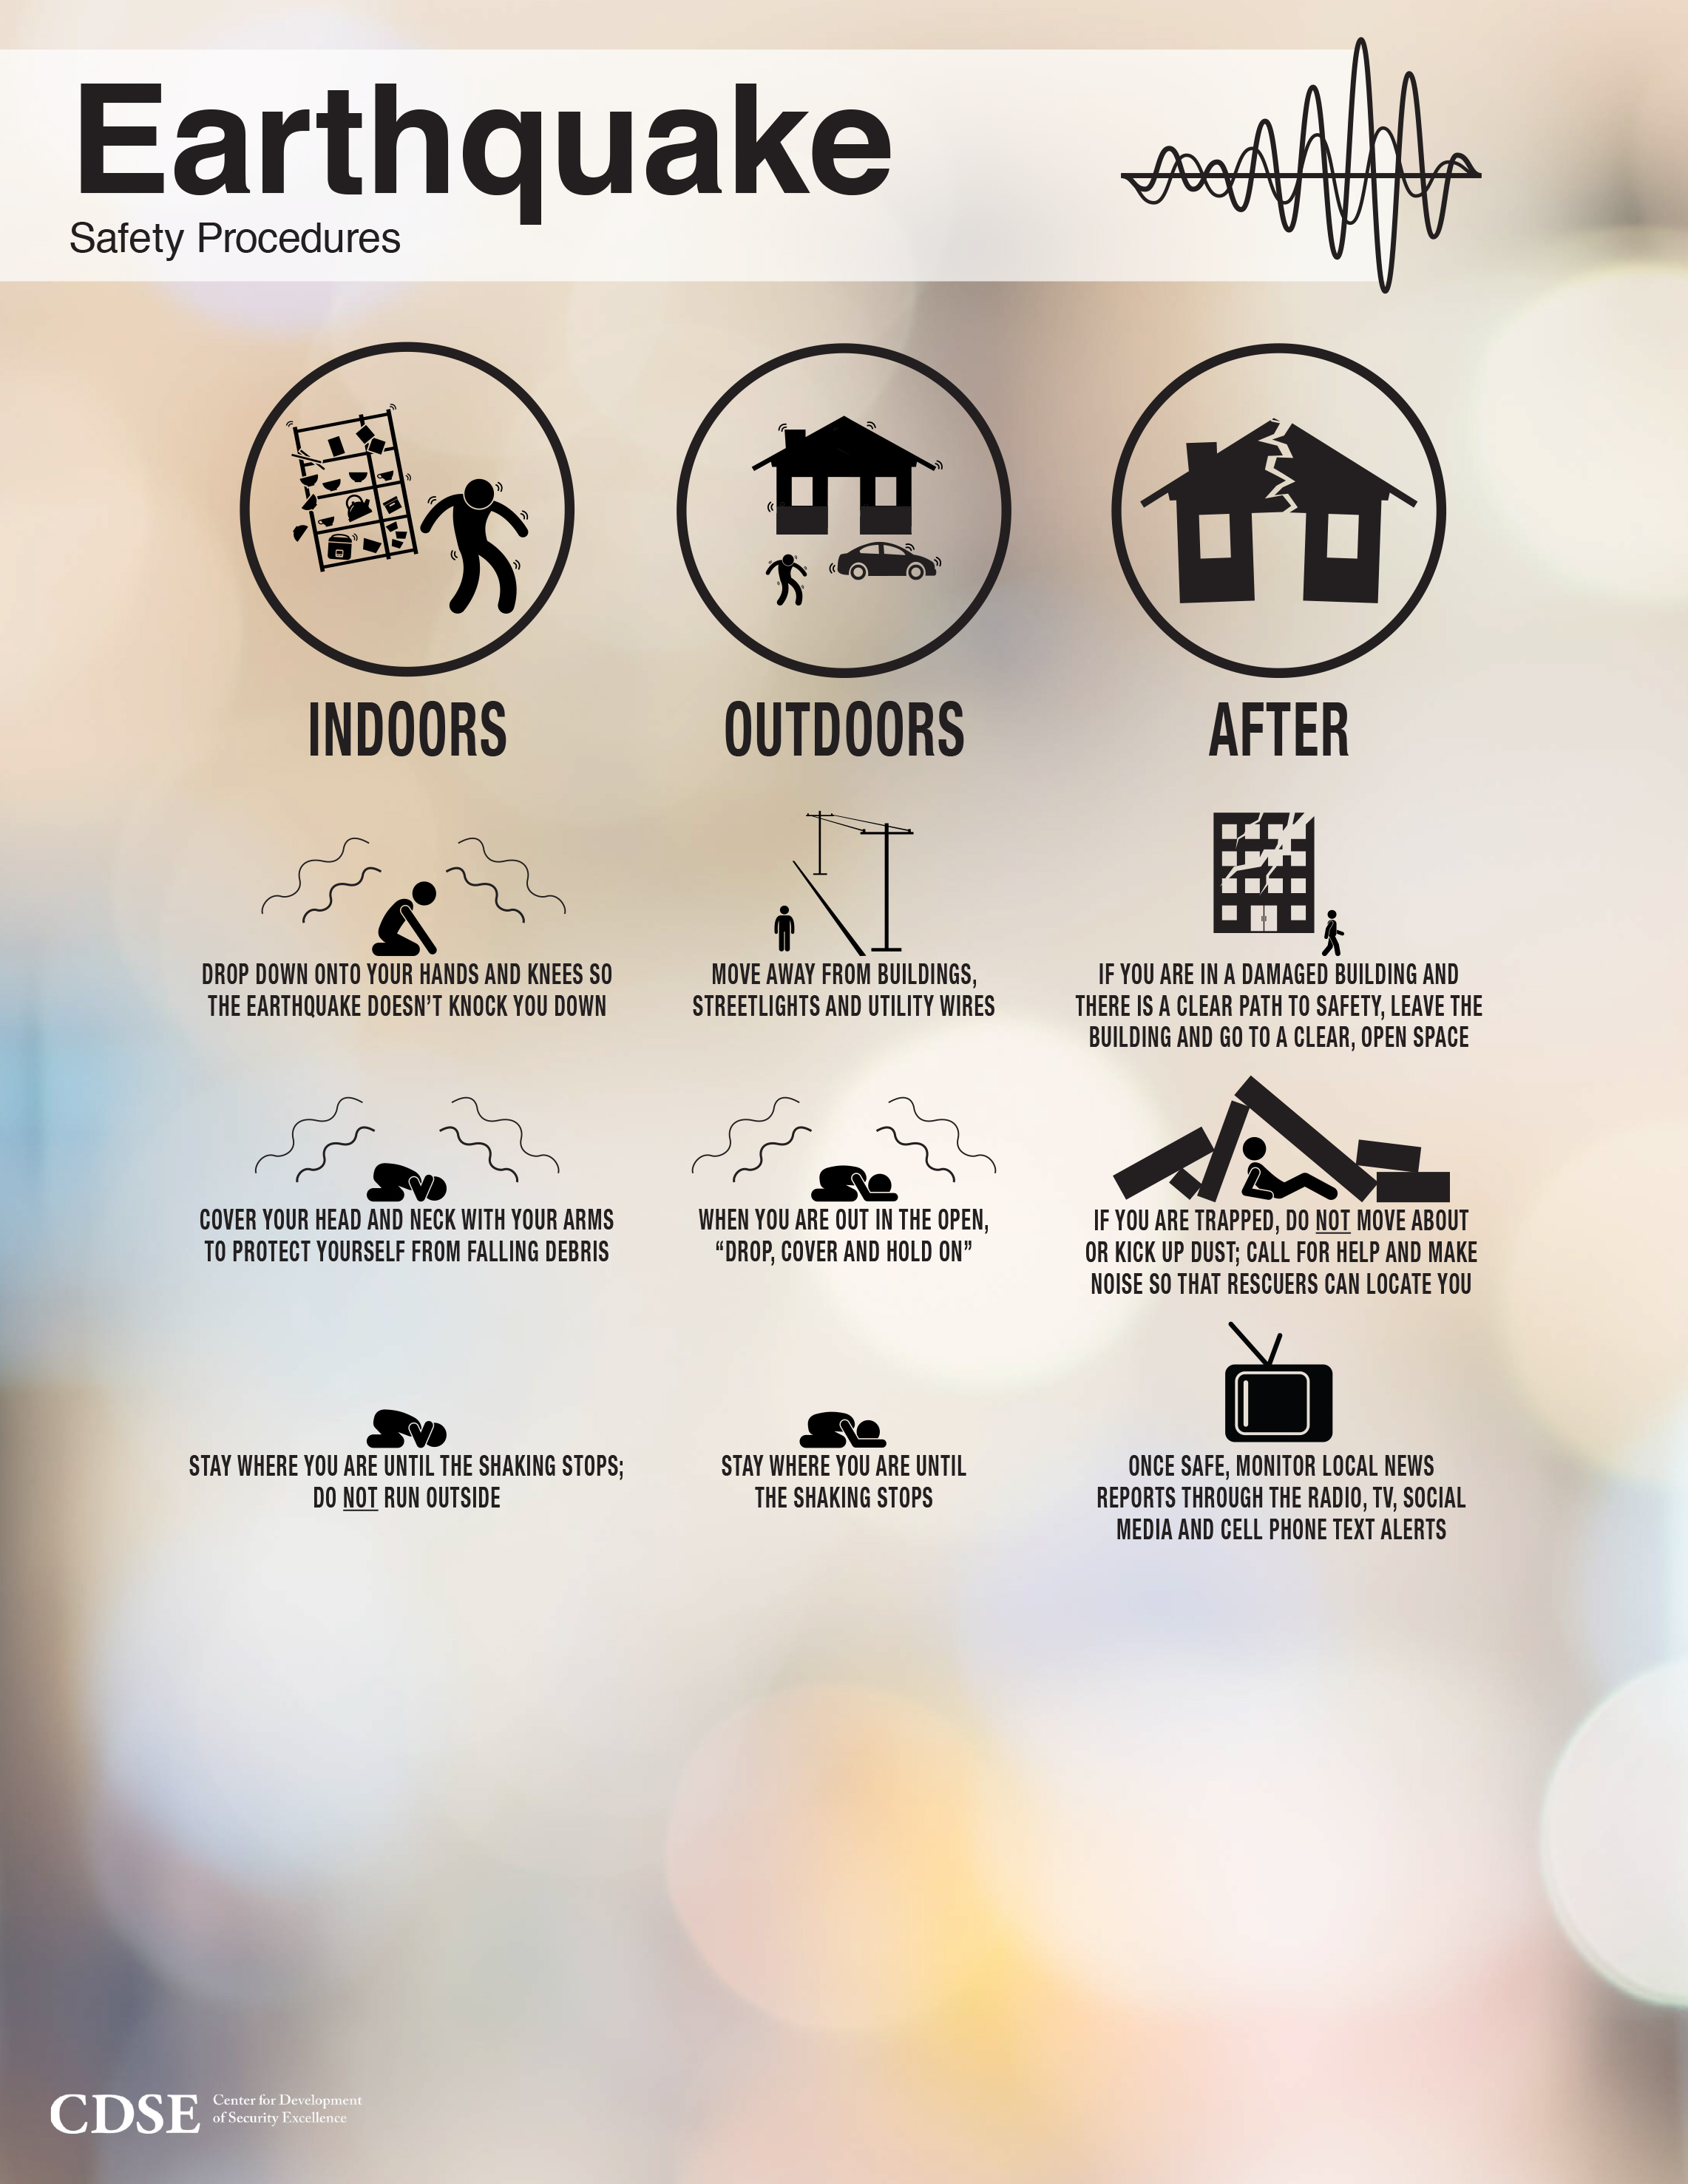 Earthquake
Safety Procedures
INDOORS
DROP DOWN ONTO YOUR HANDS AND KNEES SO
THE EARTHQUAKE DOESN'T KNOCK YOU DOWN
COVER YOUR HEAD AND NECK WITH YOUR ARMS
TO PROTECT YOURSELF FROM FALLING DEBRIS
STAY WHERE YOU ARE UNTIL THE SHAKING STOPS;
DO NOT RUN OUTSIDE
OUTDOORS
MOVE AWAY FROM BUILDINGS,
STREETLIGHTS AND UTILITY WIRES
WHEN YOU ARE OUT IN THE OPEN,
“DROP, COVER AND HOLD ON”
STAY WHERE YOU ARE UNTIL
THE SHAKING STOPS
AFTER
IF YOU ARE IN A DAMAGED BUILDING AND
THERE IS A CLEAR PATH TO SAFETY, LEAVE THE
BUILDING AND GO TO A CLEAR, OPEN SPACE
IF YOU ARE TRAPPED, DO NOT MOVE ABOUT
OR KICK UP DUST; CALL FOR HELP AND MAKE
NOISE SO THAT RESCUERS CAN LOCATE YOU
ONCE SAFE, MONITOR LOCAL NEWS
REPORTS THROUGH THE RADIO, TV, SOCIAL
MEDIA AND CELL PHONE TEXT ALERTS
CDSE
Center for Development
of Security Excellence